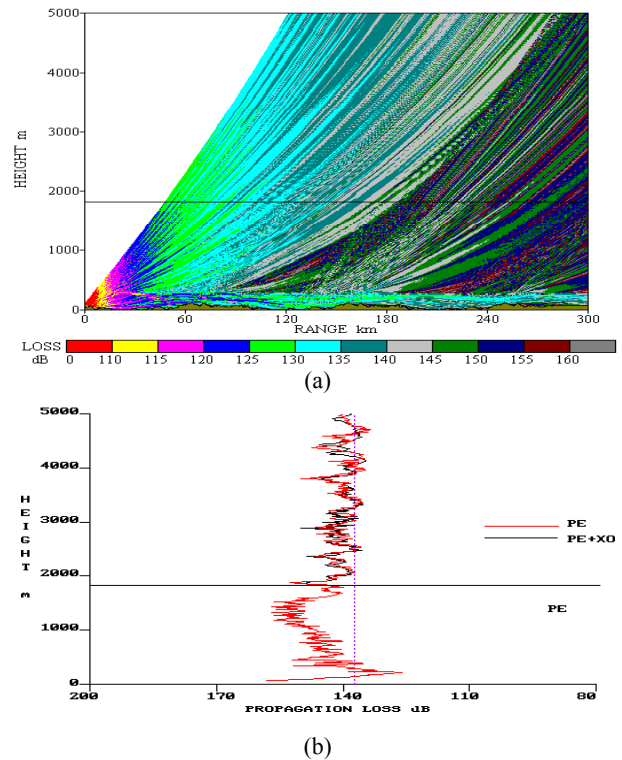 5000
4000
3000
HEIGHT m
2000
1000
0
0 60 120 180 240 300
RANGE km
LOSS
dB 0 110 115 120 125 130 135 140 145 150 155 160
(a)
5000
4000
3000
2000
1000
0
HEIGHT m
PE
PE+XO
PE
200 170 140 110 80
PROPAGATION LOSS dB
(b)